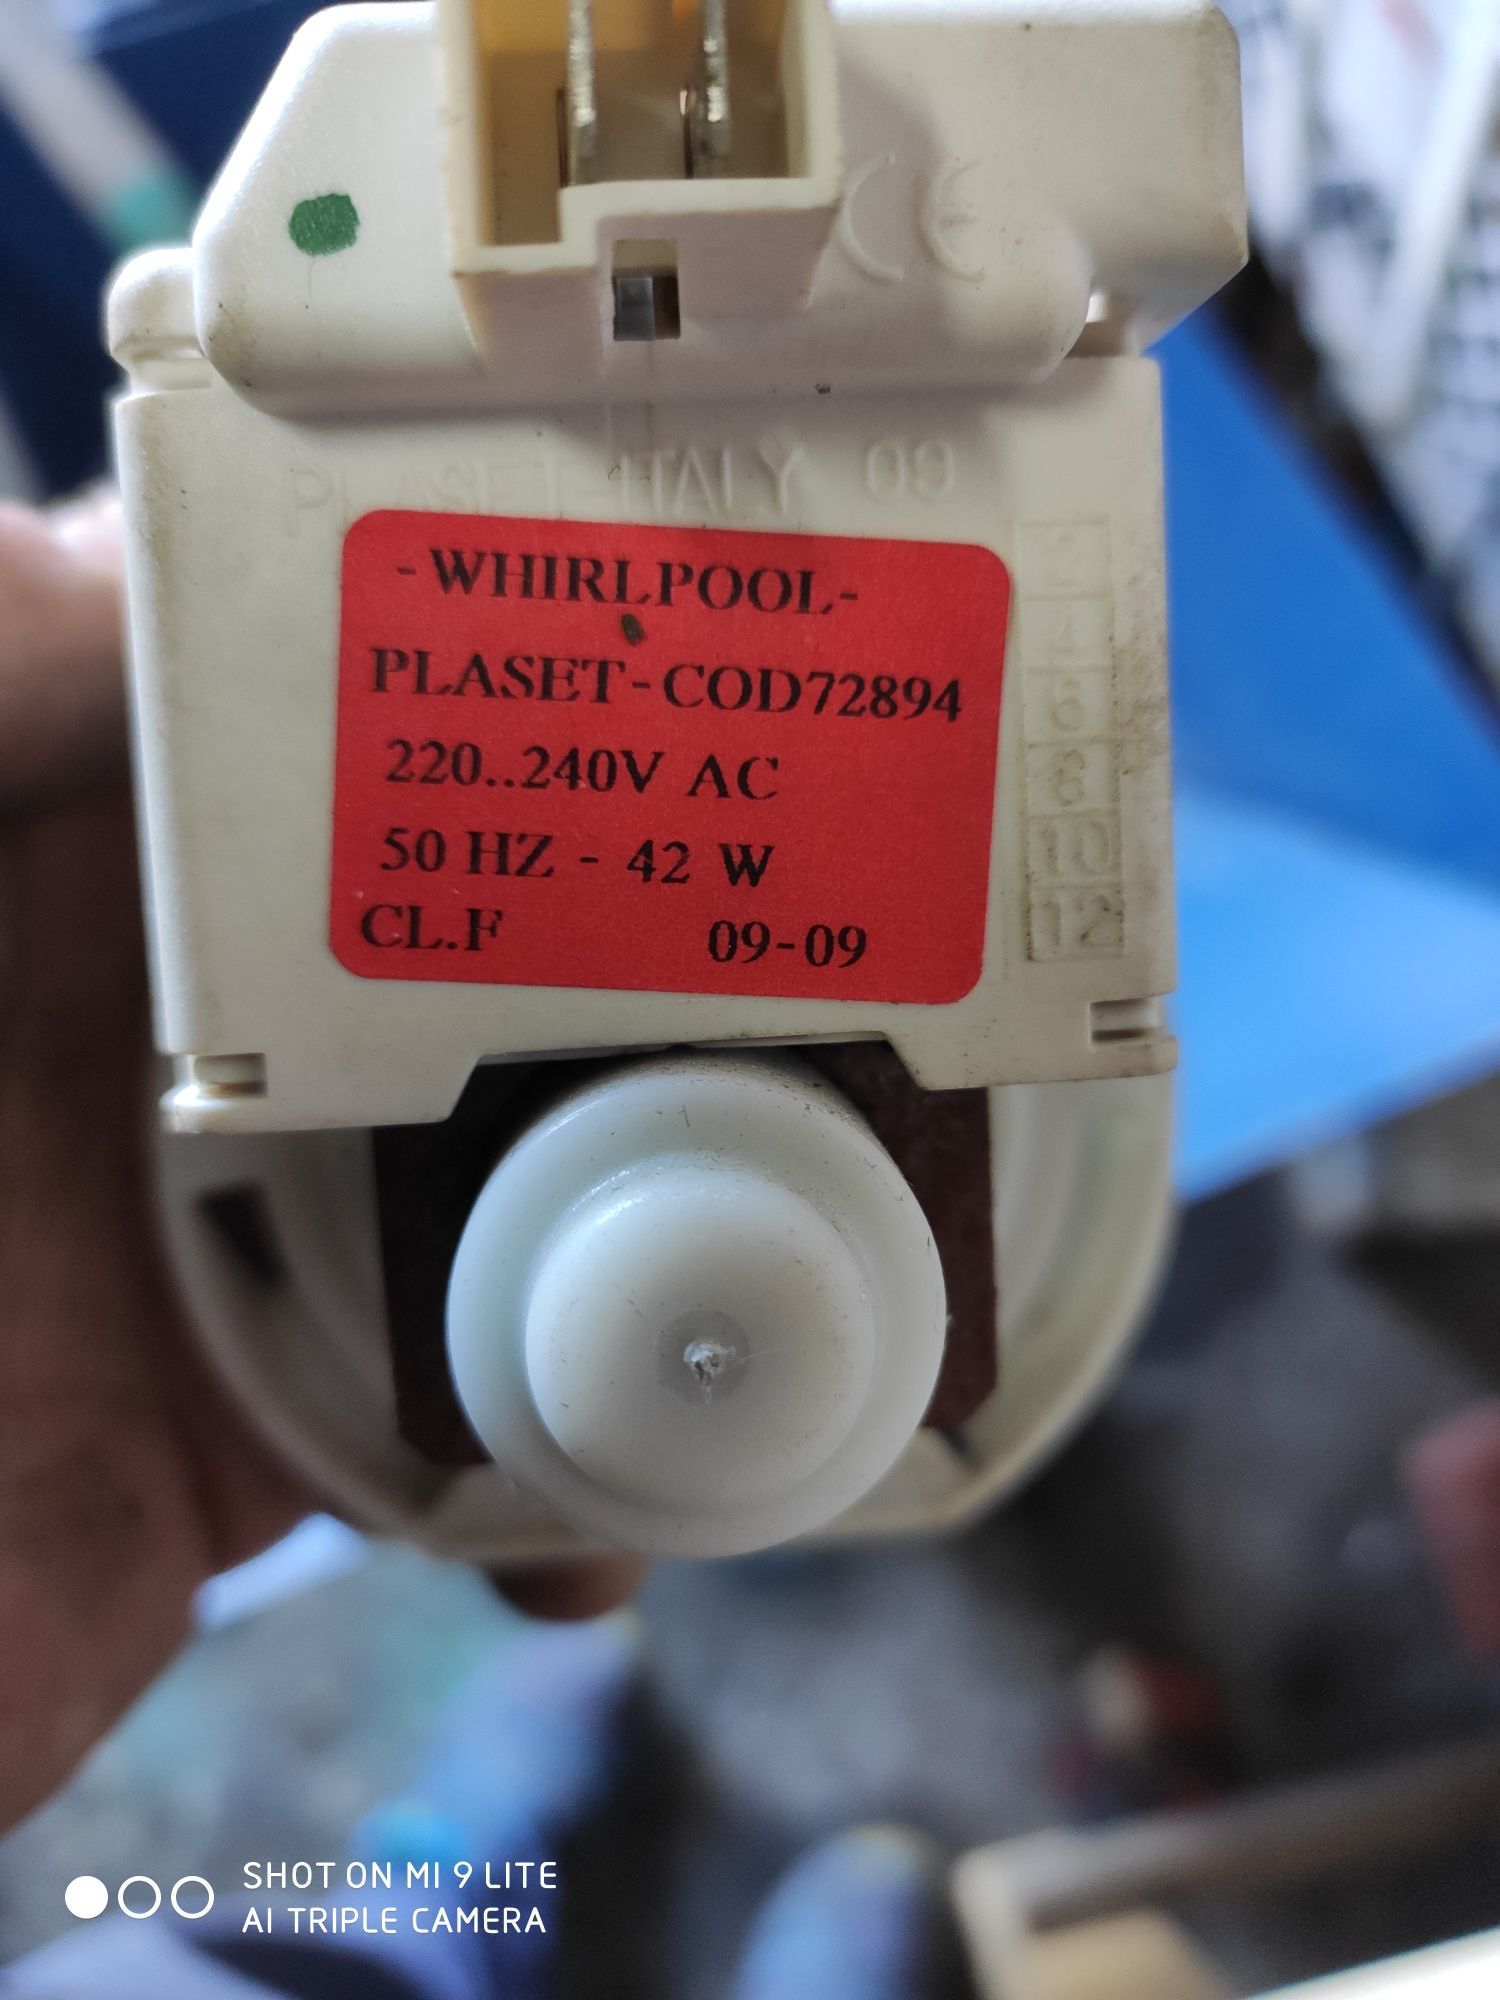 CE
PLASET-ITALY 09
-WHIRLPOOL-
PLASET-COD72894
220..240V AC
50 HZ - 42 W
CL.F 09-09
2
4
6
8
10
12
SHOT ON MI 9 LITE
AI TRIPLE CAMERA